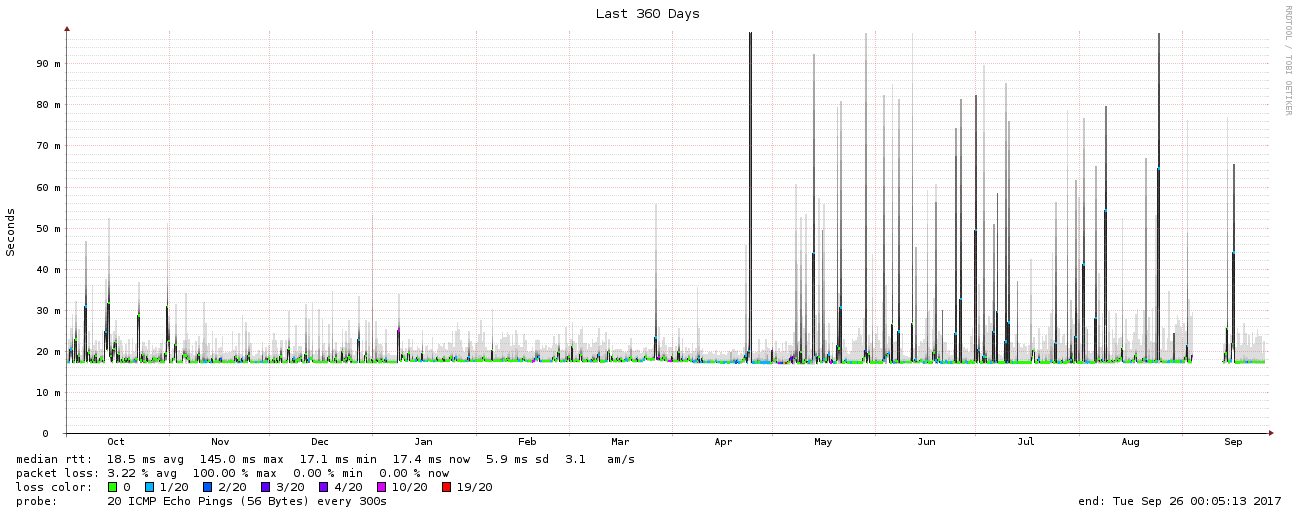 Last 360 Days
RRDTOOL / TOBI OETIKER
Seconds
90 m
80 m
70 m
60 m
50 m
40 m
30 m
20 m
10 m
0
Oct Nov Dec Jan Feb Mar Apr May Jun Jul Aug Sep
median rtt: 18.5 ms avg 145.0 ms max 17.1 ms min 17.4 ms now 5.9 ms sd 3.1 am/s
packet loss: 3.22 % avg 100.00 % max 0.00 % min 0.00 % now
loss color: 0 1/20 2/20 3/20 4/20 10/20 19/20
probe: 20 ICMP Echo Pings (56 Bytes) every 300s end: Tue Sep 26 00:05:13 2017